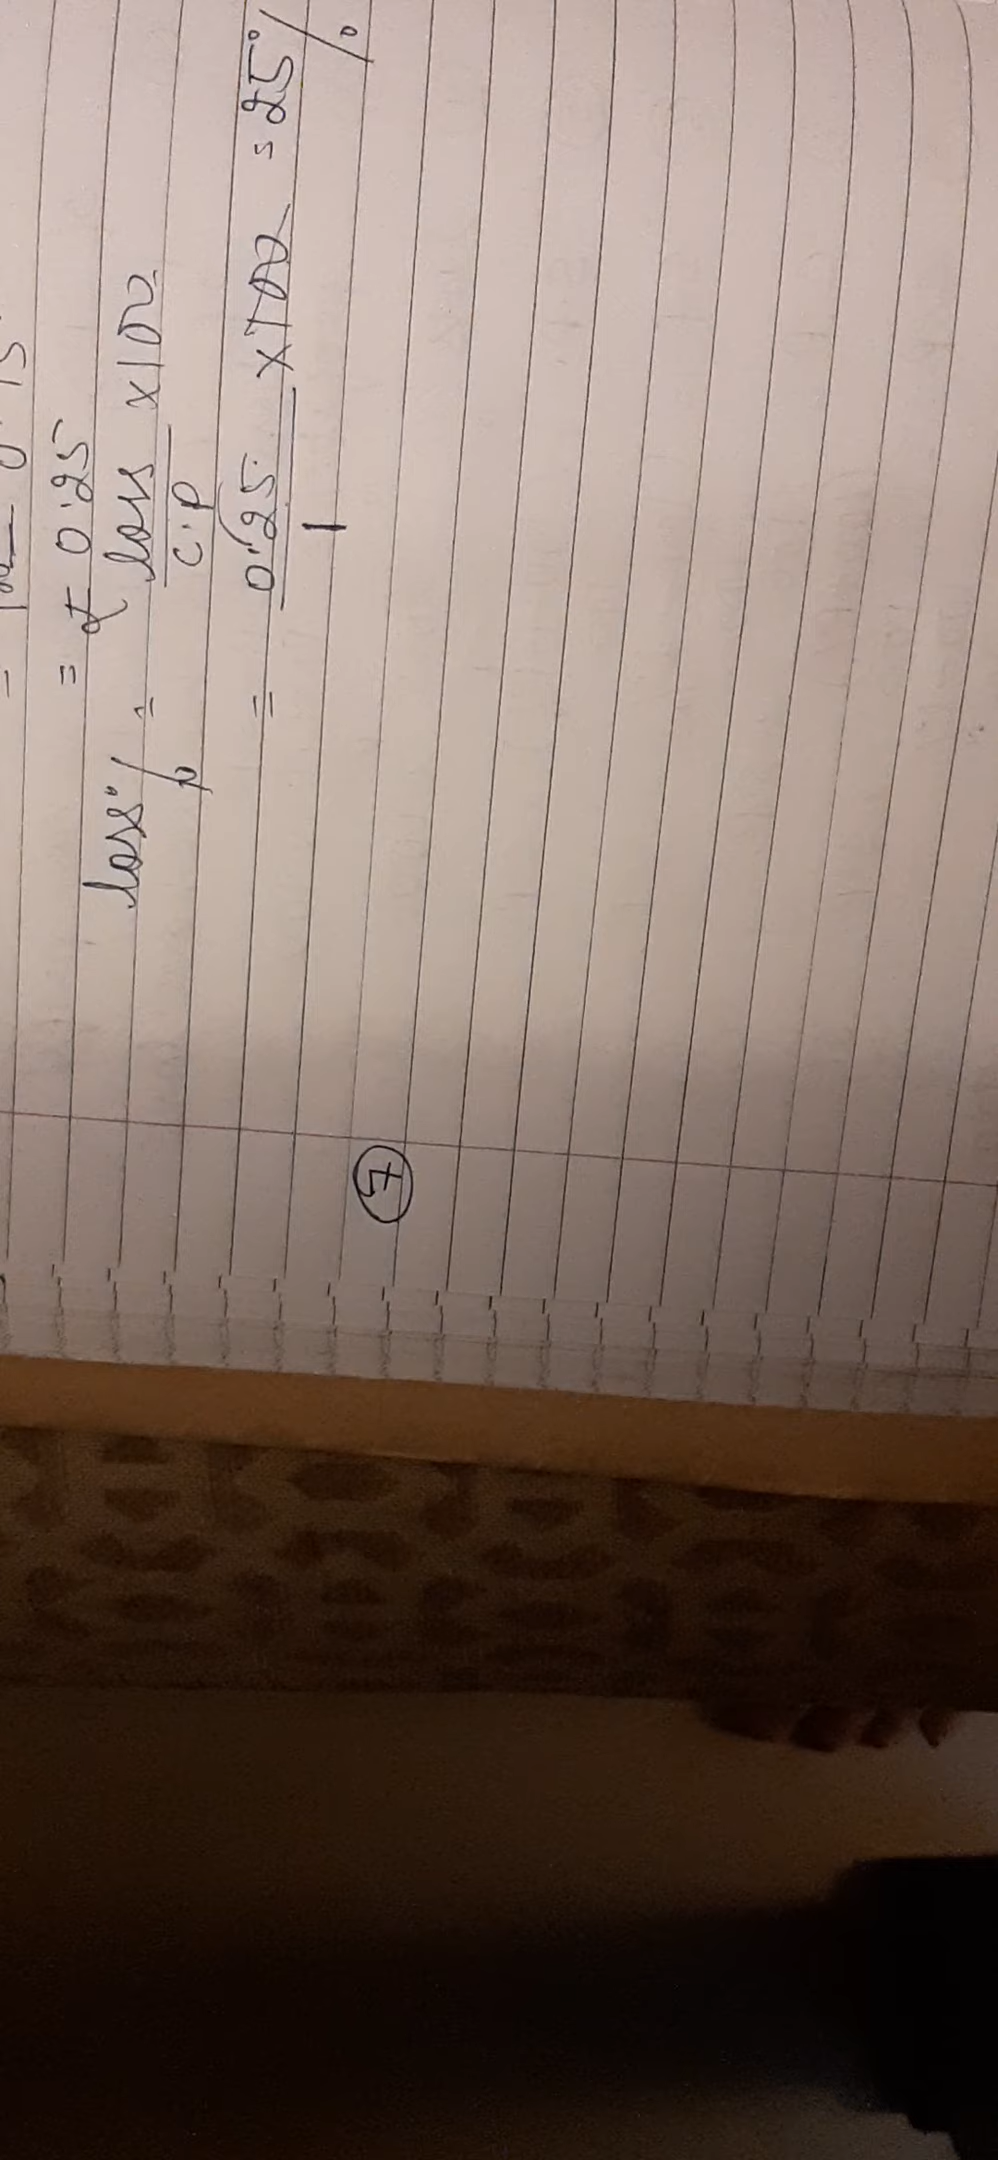 = ₹ 0.25
loss % = loss/C.P x 100
= 0.25/1 x 100 = 25%
7